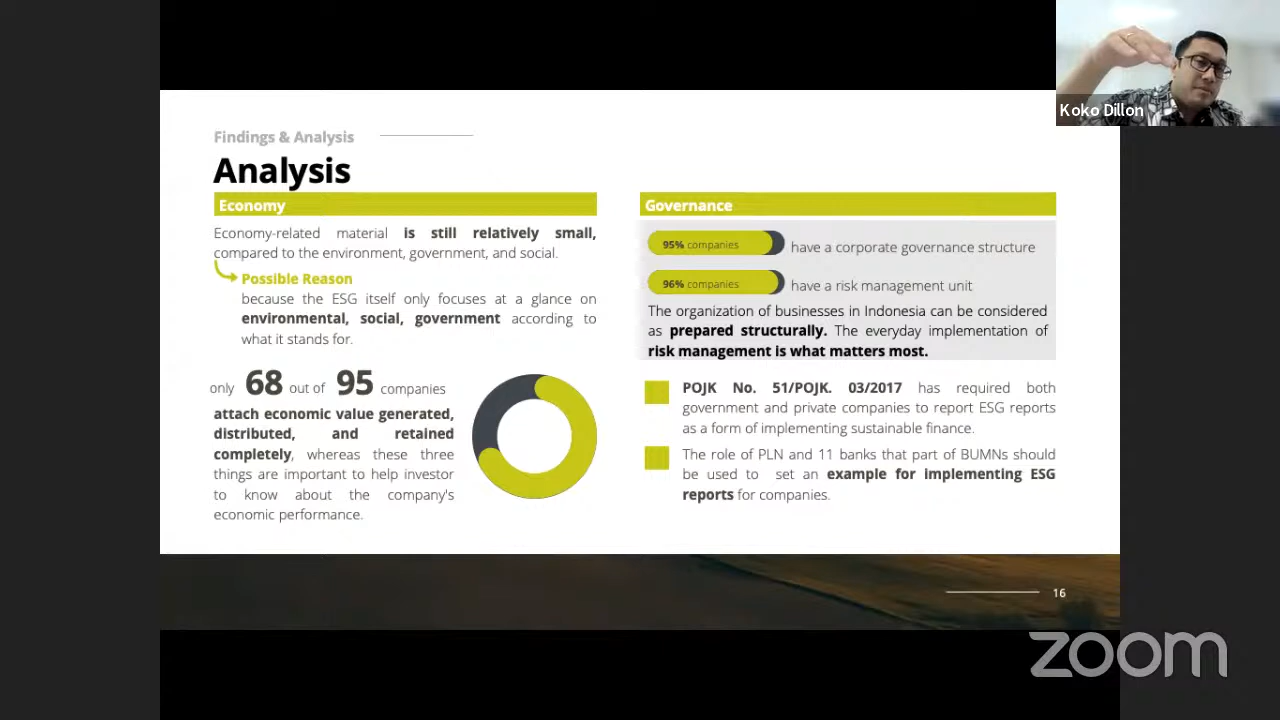 Koko Dillon
Findings & Analysis
Analysis
Economy
Economy-related material is still relatively small,
compared to the environment, government, and social.
Possible Reason
because the ESG itself only focuses at a glance on
environmental, social, government according to
what it stands for.
only 68 out of 95 companies
attach economic value generated,
distributed, and retained
completely, whereas these three
things are important to help investor
to know about the company's
economic performance.
Governance
95% companies have a corporate governance structure
96% companies have a risk management unit
The organization of businesses in Indonesia can be considered
as prepared structurally. The everyday implementation of
risk management is what matters most.
POJK No. 51/POJK. 03/2017 has required both
government and private companies to report ESG reports
as a form of implementing sustainable finance.
The role of PLN and 11 banks that part of BUMNs should
be used to set an example for implementing ESG
reports for companies.
16
zoom